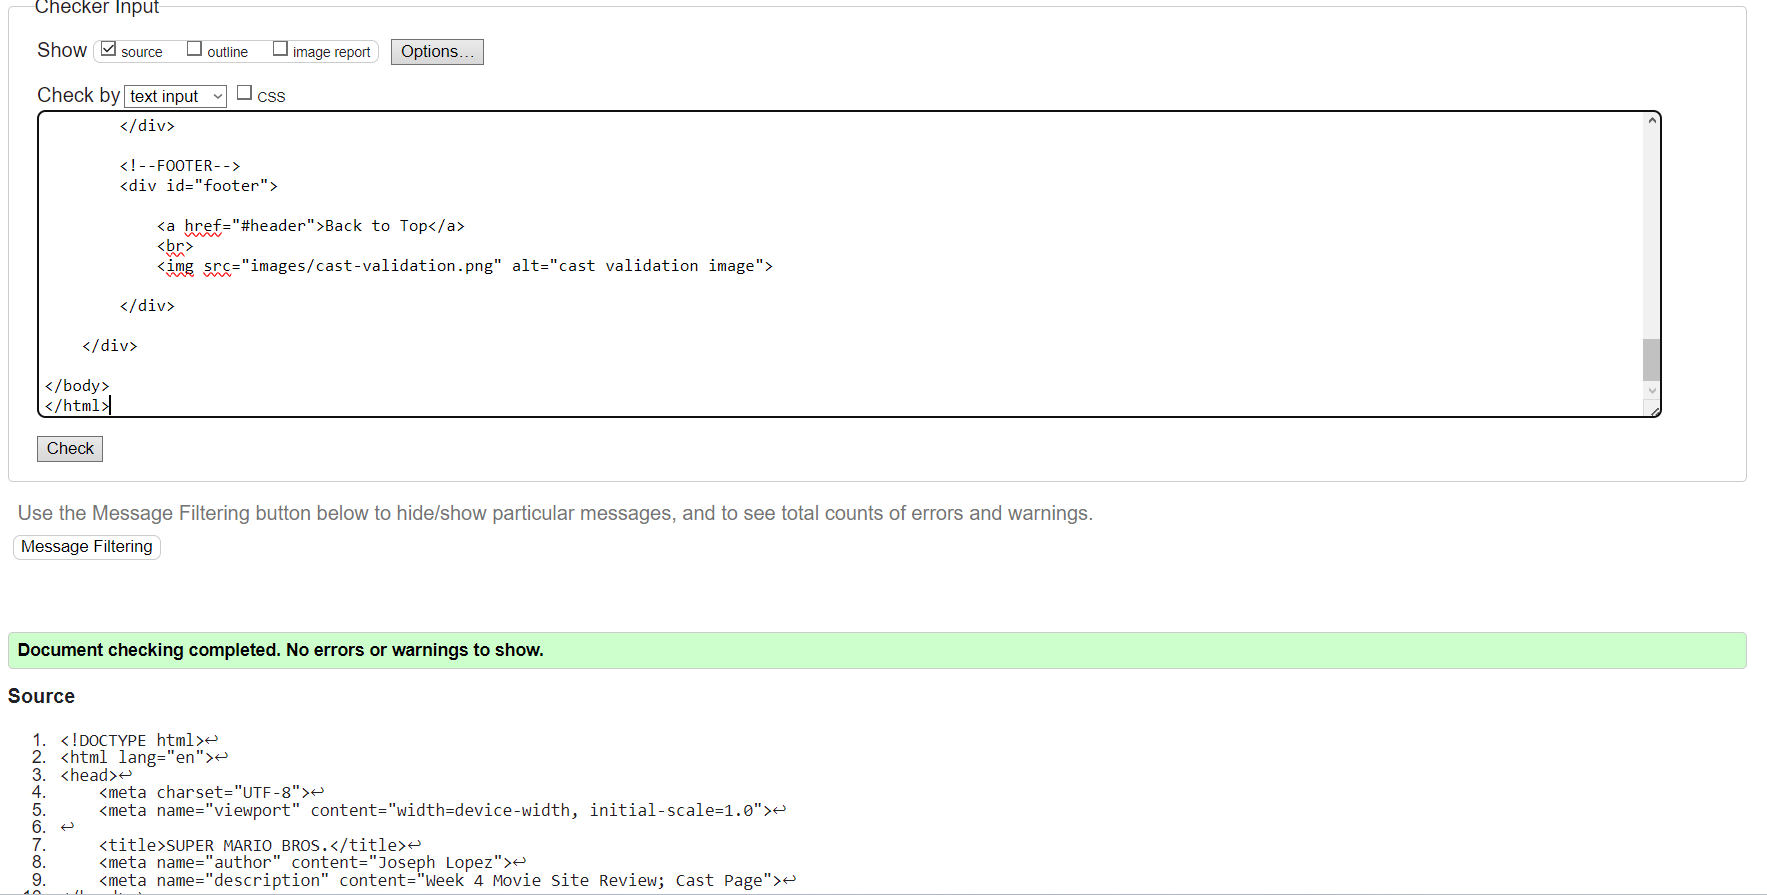 Checker Input
Show source outline image report Options...
Check by text input CSS
</div>
<!--FOOTER-->
<div id="footer">
<a href="#header">Back to Top</a>
<br>
<img src="images/cast-validation.png" alt="cast validation image">
</div>
</div>
</body>
</html>
Check
Use the Message Filtering button below to hide/show particular messages, and to see total counts of errors and warnings.
Message Filtering
Document checking completed. No errors or warnings to show.
Source
1. <!DOCTYPE html>↩
2. <html lang="en">↩
3. <head>↩
4. <meta charset="UTF-8">↩
5. <meta name="viewport" content="width=device-width, initial-scale=1.0">↩
6. ↩
7. <title>SUPER MARIO BROS.</title>↩
8. <meta name="author" content="Joseph Lopez">↩
9. <meta name="description" content="Week 4 Movie Site Review; Cast Page">↩